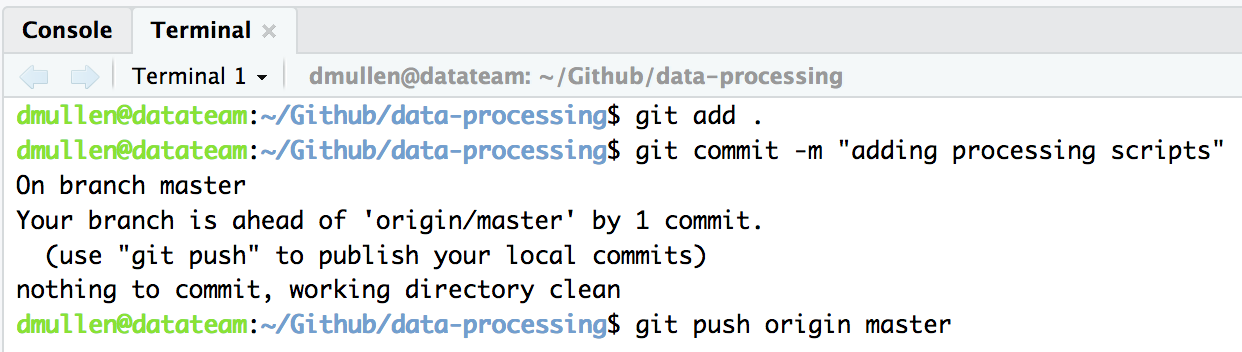 Console Terminal
Terminal 1 dmullen@datateam: ~/Github/data-processing
dmullen@datateam:~/Github/data-processing$ git add .
dmullen@datateam:~/Github/data-processing$ git commit -m "adding processing scripts"
On branch master
Your branch is ahead of 'origin/master' by 1 commit.
  (use "git push" to publish your local commits)
nothing to commit, working directory clean
dmullen@datateam:~/Github/data-processing$ git push origin master